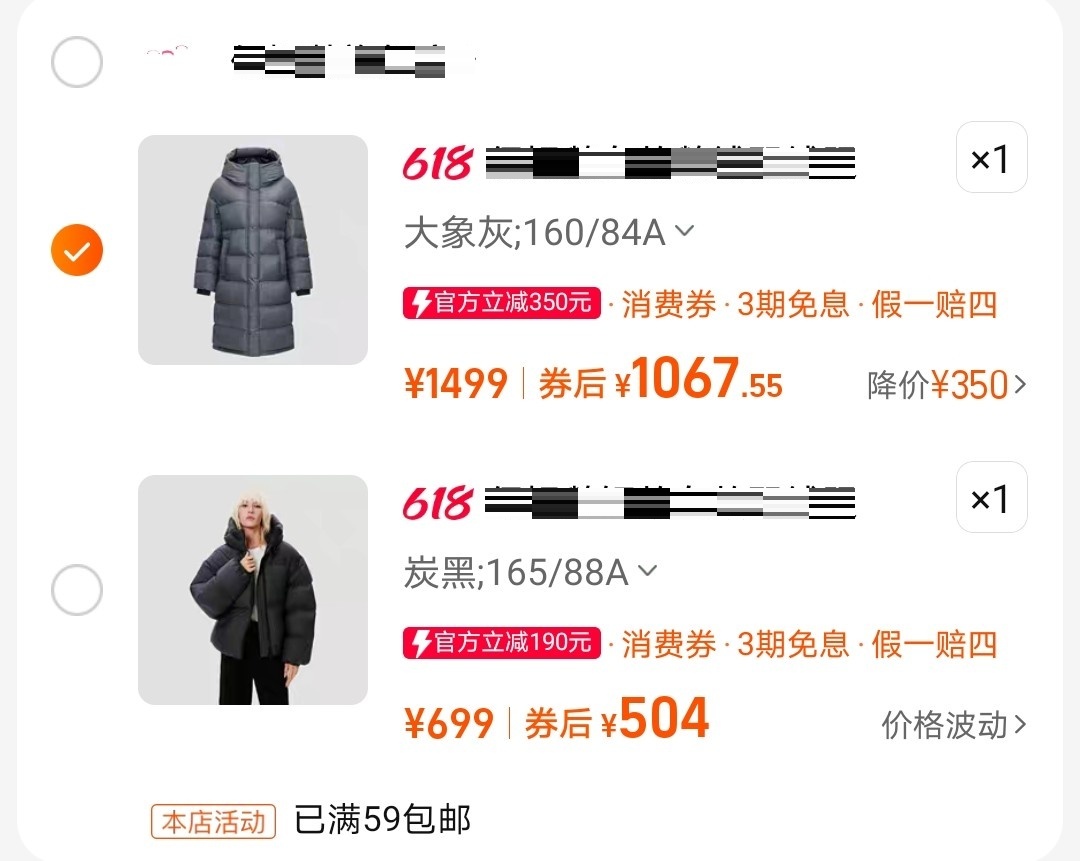 618
×1
大象灰;160/84A
官方立减350元 · 消费券 · 3期免息 · 假一赔四
¥1499 券后 ¥1067.55 降价¥350
618
×1
炭黑;165/88A
官方立减190元 · 消费券 · 3期免息 · 假一赔四
¥699 券后 ¥504 价格波动
本店活动 已满59包邮